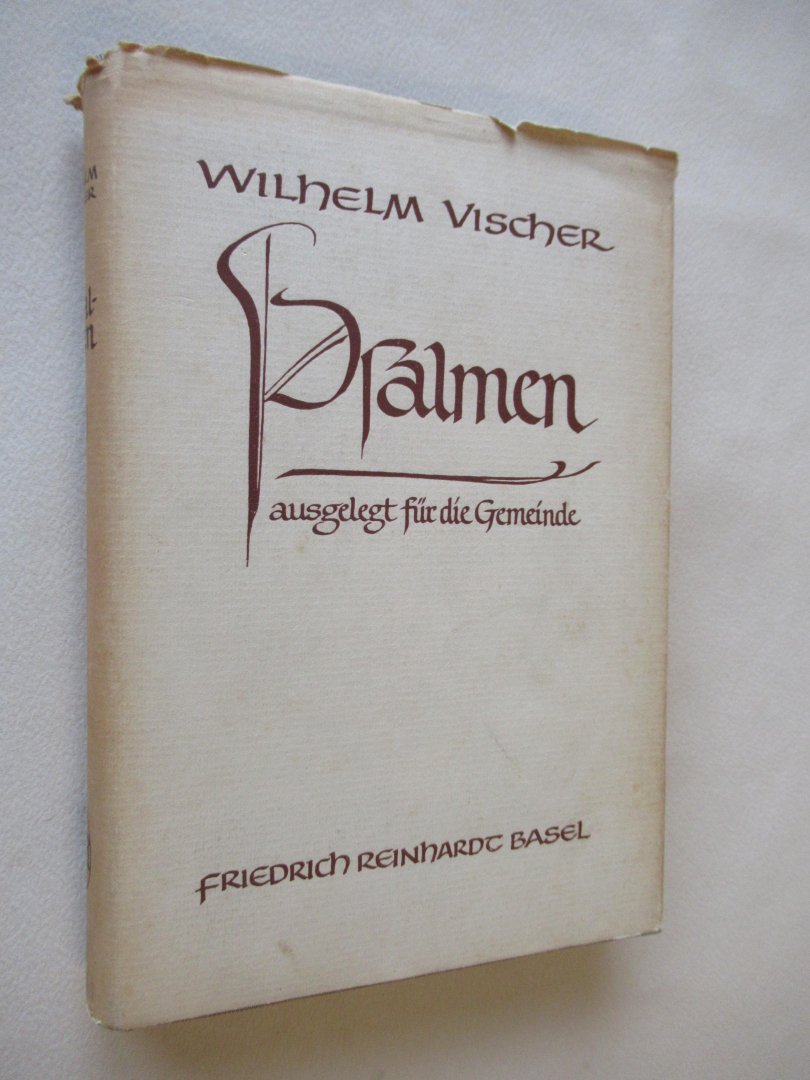 WILHELM VISCHER
Psalmen
ausgelegt für die Gemeinde
FRIEDRICH REINHARDT BASEL